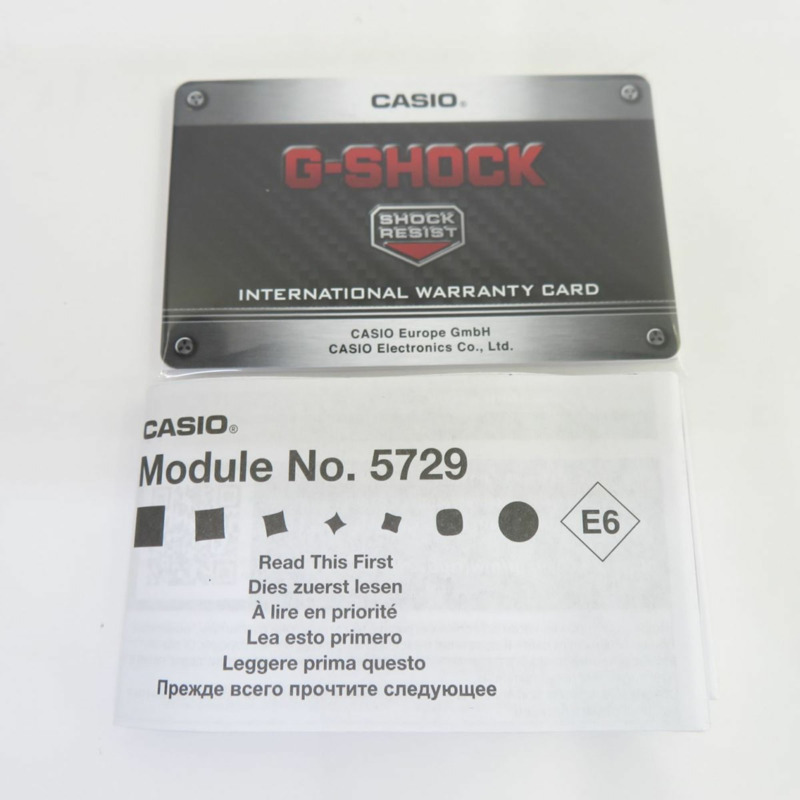 CASIO®
G-SHOCK
SHOCK
RESIST
INTERNATIONAL WARRANTY CARD
CASIO Europe GmbH
CASIO Electronics Co., Ltd.
CASIO®
Module No. 5729
E6
Read This First
Dies zuerst lesen
À lire en priorité
Lea esto primero
Leggere prima questo
Прежде всего прочтите следующее